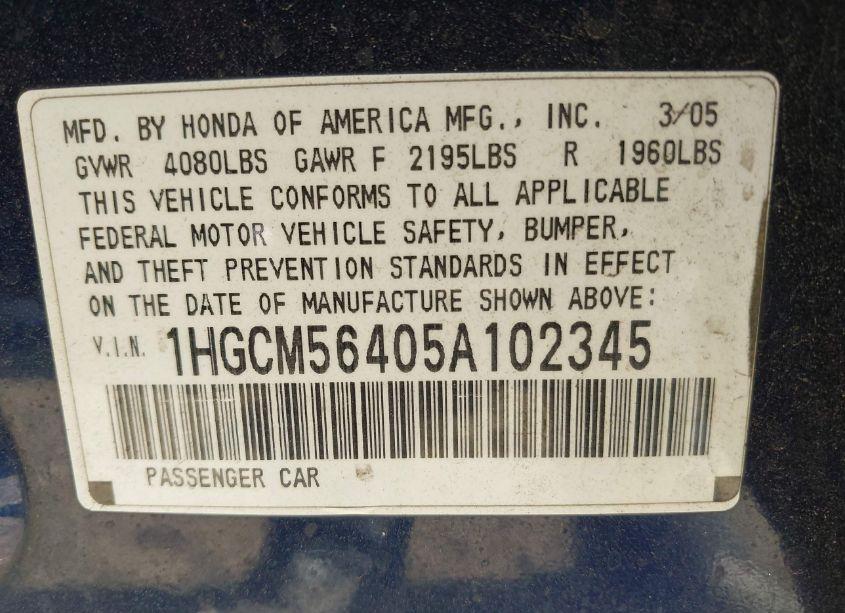 MFD. BY HONDA OF AMERICA MFG., INC. 3/05
GVWR 4080LBS GAWR F 2195LBS R 1960LBS
THIS VEHICLE CONFORMS TO ALL APPLICABLE
FEDERAL MOTOR VEHICLE SAFETY, BUMPER,
AND THEFT PREVENTION STANDARDS IN EFFECT
ON THE DATE OF MANUFACTURE SHOWN ABOVE:
V.I.N. 1HGCM56405A102345
PASSENGER CAR